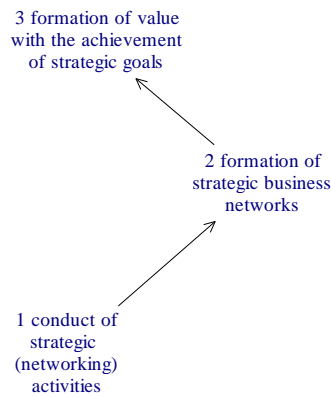 3 formation of value
with the achievement
of strategic goals
2 formation of
strategic business
networks
1 conduct of
strategic
(networking)
activities